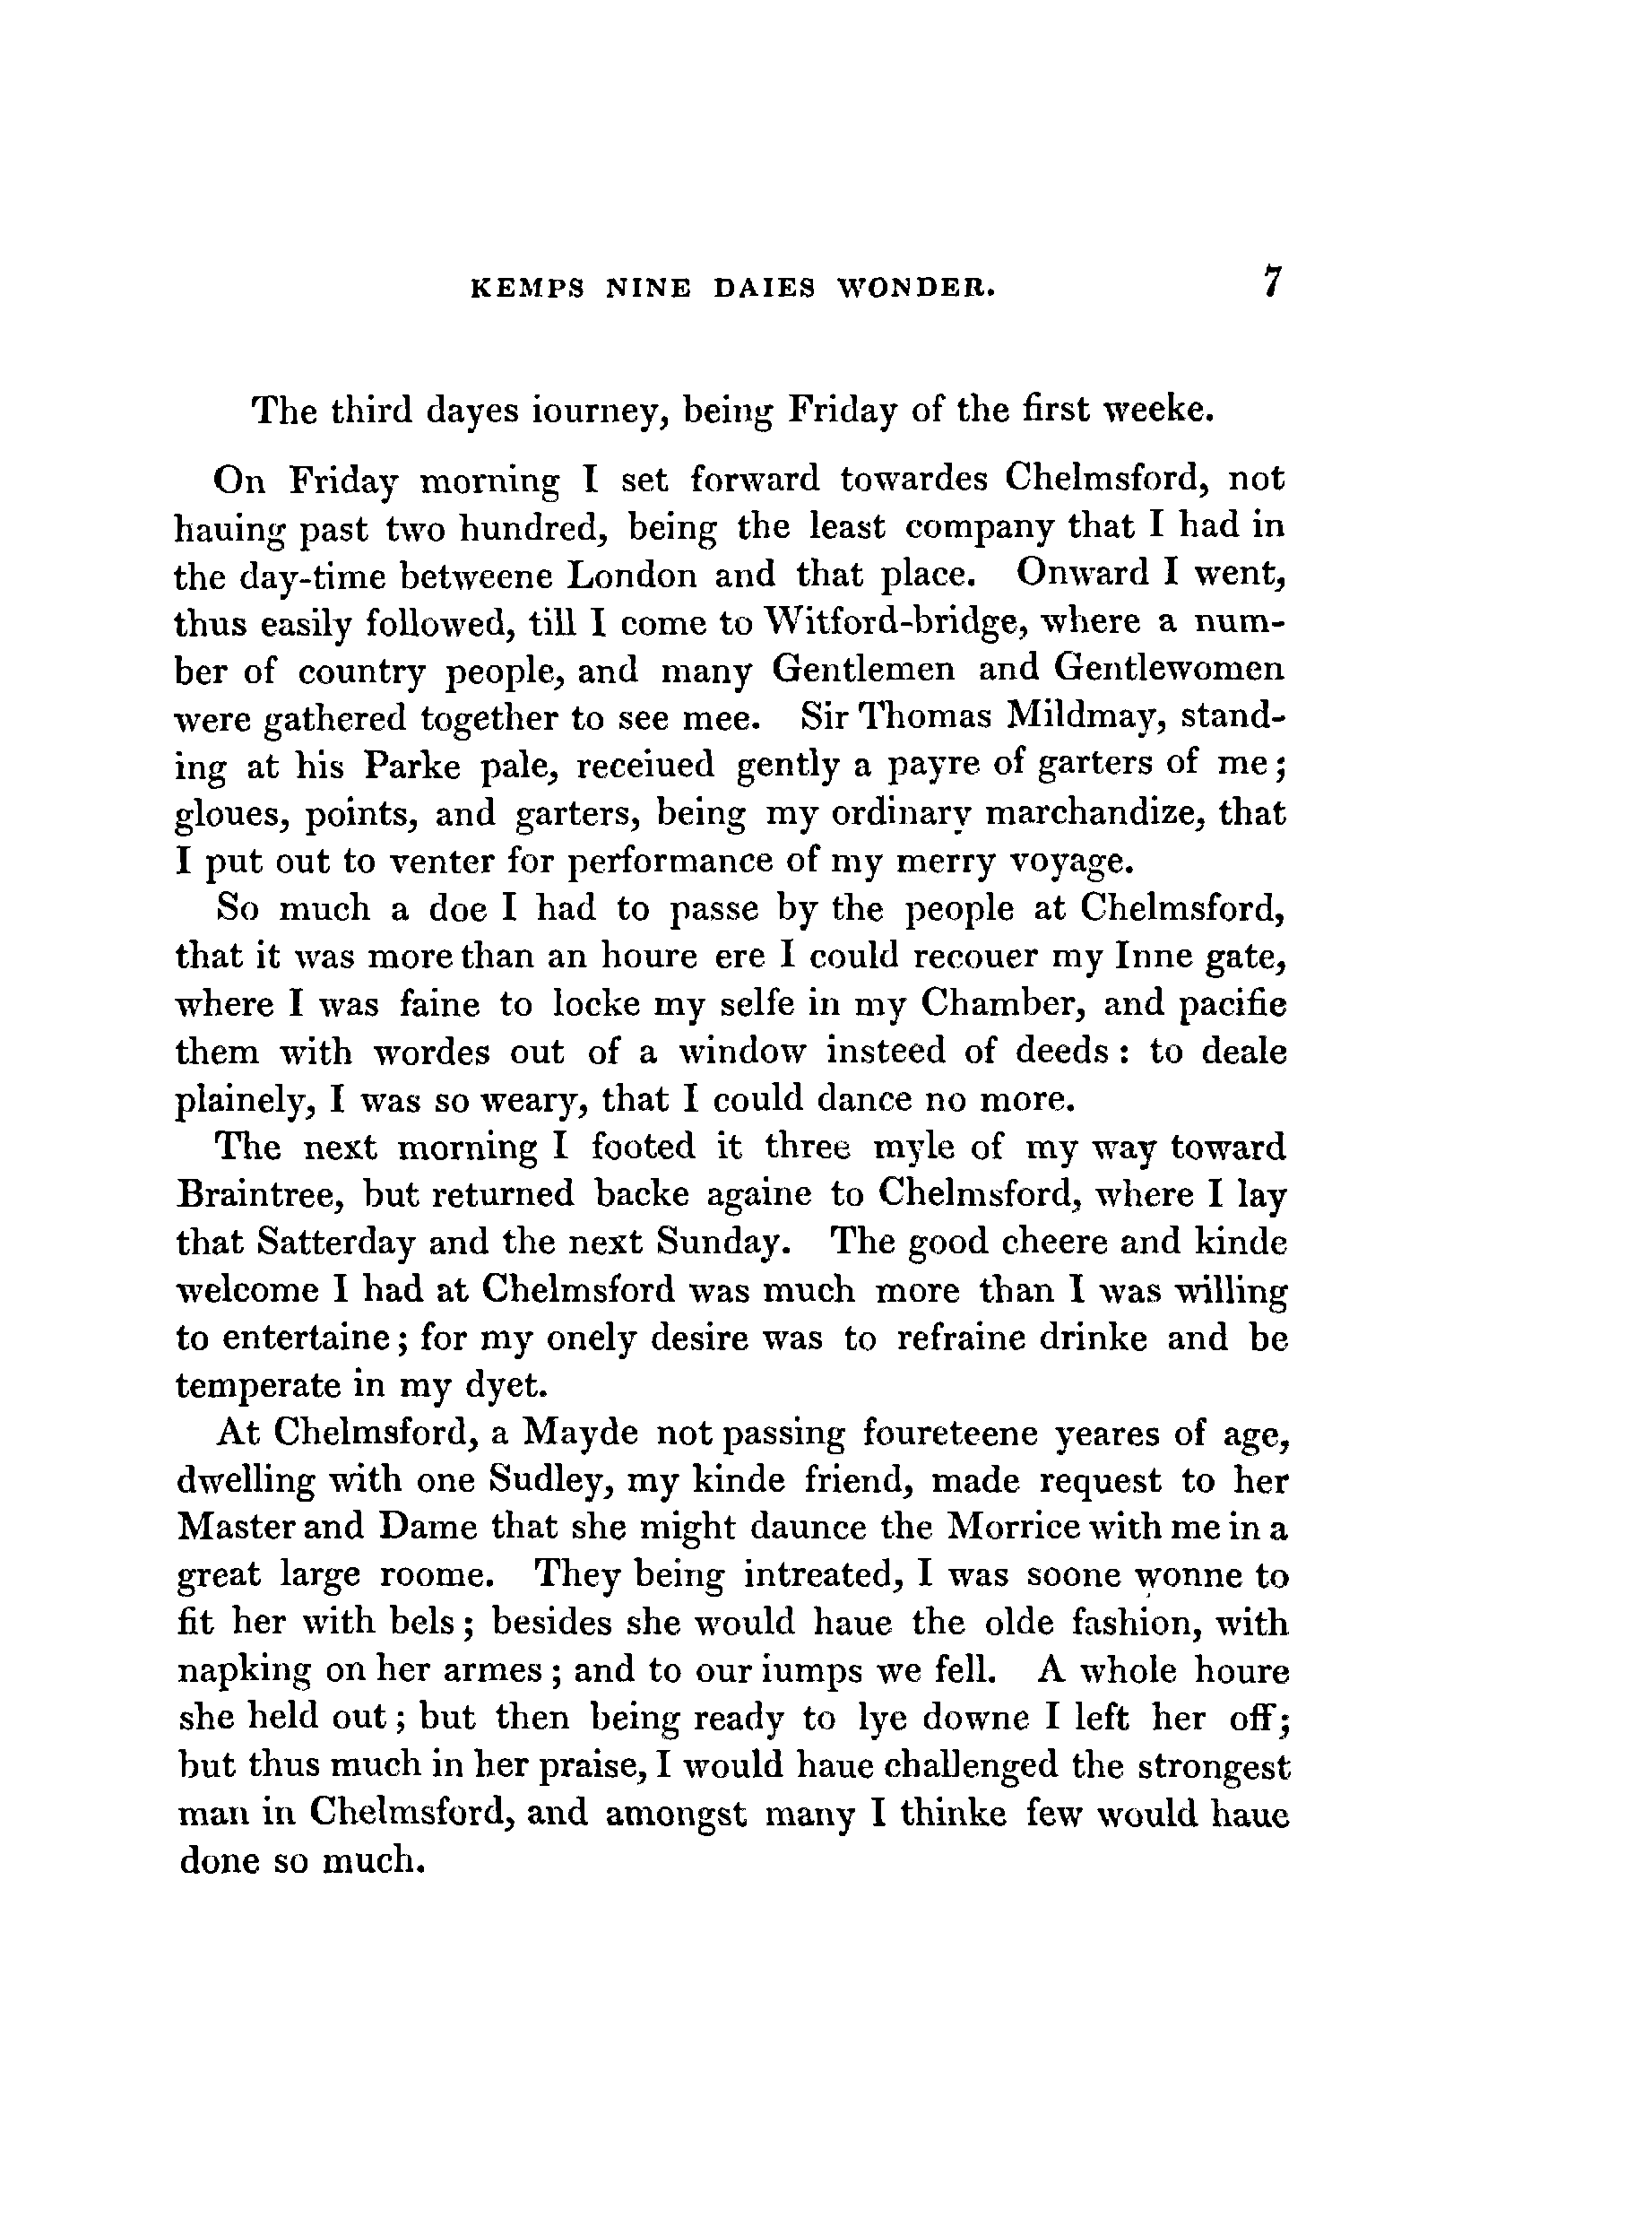 KEMPS NINE DAIES WONDER. 7
The third dayes iourney, being Friday of the first weeke.
On Friday morning I set forward towardes Chelmsford, not
hauing past two hundred, being the least company that I had in
the day-time betweene London and that place. Onward I went,
thus easily followed, till I come to Witford-bridge, where a num-
ber of country people, and many Gentlemen and Gentlewomen
were gathered together to see mee. Sir Thomas Mildmay, stand-
ing at his Parke pale, receiued gently a payre of garters of me;
gloues, points, and garters, being my ordinary marchandize, that
I put out to venter for performance of my merry voyage.
So much a doe I had to passe by the people at Chelmsford,
that it was more than an houre ere I could recouer my Inne gate,
where I was faine to locke my selfe in my Chamber, and pacifie
them with wordes out of a window insteed of deeds: to deale
plainely, I was so weary, that I could dance no more.
The next morning I footed it three myle of my way toward
Braintree, but returned backe againe to Chelmsford, where I lay
that Satterday and the next Sunday. The good cheere and kinde
welcome I had at Chelmsford was much more than I was willing
to entertaine; for my onely desire was to refraine drinke and be
temperate in my dyet.
At Chelmsford, a Mayde not passing foureteene yeares of age,
dwelling with one Sudley, my kinde friend, made request to her
Master and Dame that she might daunce the Morrice with me in a
great large roome. They being intreated, I was soone wonne to
fit her with bels; besides she would haue the olde fashion, with
napking on her armes; and to our iumps we fell. A whole houre
she held out; but then being ready to lye downe I left her off;
but thus much in her praise, I would haue challenged the strongest
man in Chelmsford, and amongst many I thinke few would haue
done so much.